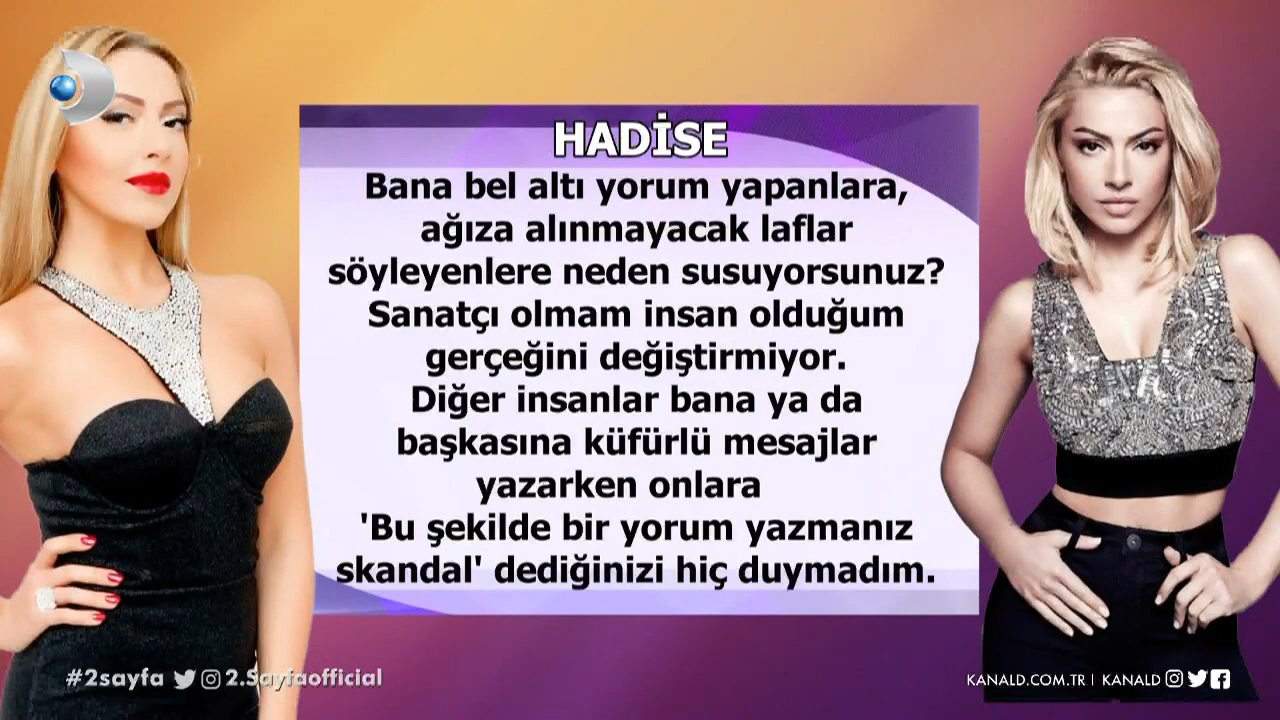 HADİSE
Bana bel altı yorum yapanlara,
ağıza alınmayacak laflar
söyleyenlere neden susuyorsunuz?
Sanatçı olmam insan olduğum
gerçeğini değiştirmiyor.
Diğer insanlar bana ya da
başkasına küfürlü mesajlar
yazarken onlara
'Bu şekilde bir yorum yazmanız
skandal' dediğinizi hiç duymadım.
#2sayfa 2.Sayfaofficial
KANALD.COM.TR | KANALD